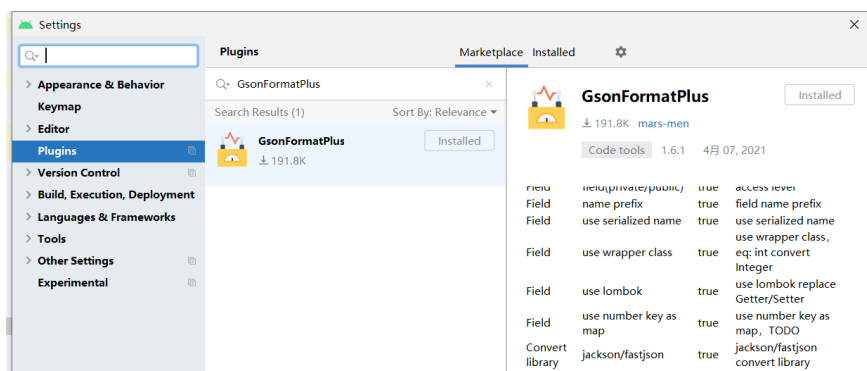 Settings
Plugins
Marketplace
Installed
Appearance & Behavior
Keymap
Editor
Plugins
Version Control
Build, Execution, Deployment
Languages & Frameworks
Tools
Other Settings
Experimental
GsonFormatPlus
Search Results (1)
Sort By: Relevance
GsonFormatPlus
191.8K
Installed
GsonFormatPlus
Installed
191.8K mars-men
Code tools 1.6.1 4月 07, 2021
Field field(private/public) true access level
Field name prefix true field name prefix
Field use serialized name true use serialized name
Field use wrapper class true use wrapper class,
eq: int convert
Integer
Field use lombok true use lombok replace
Getter/Setter
Field use number key as
map true use number key as
map，TODO
Convert
library jackson/fastjson true jackson/fastjson
convert library